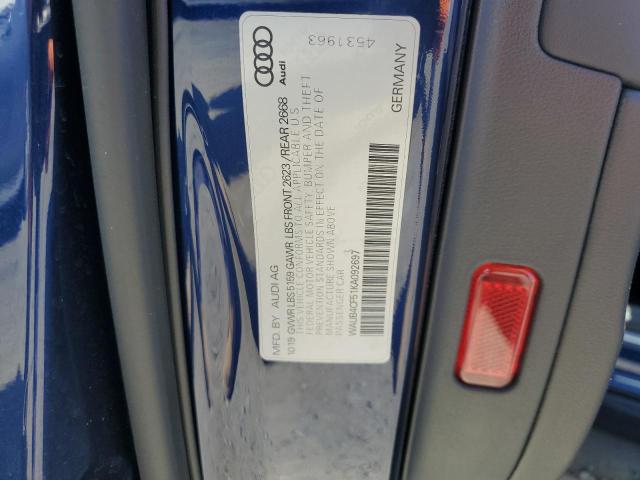 MFD. BY AUDI AG
10/19 GVWR LBS 5159 GAWR LBS FRONT 2623 /REAR 2668
THIS VEHICLE CONFORMS TO ALL APPLICABLE U.S.
FEDERAL MOTOR VEHICLE SAFETY, BUMPER AND THEFT
PREVENTION STANDARDS IN EFFECT ON THE DATE OF
MANUFACTURE SHOWN ABOVE
PASSENGER CAR
WAUB4CF51KA092697
Audi
4531963
GERMANY